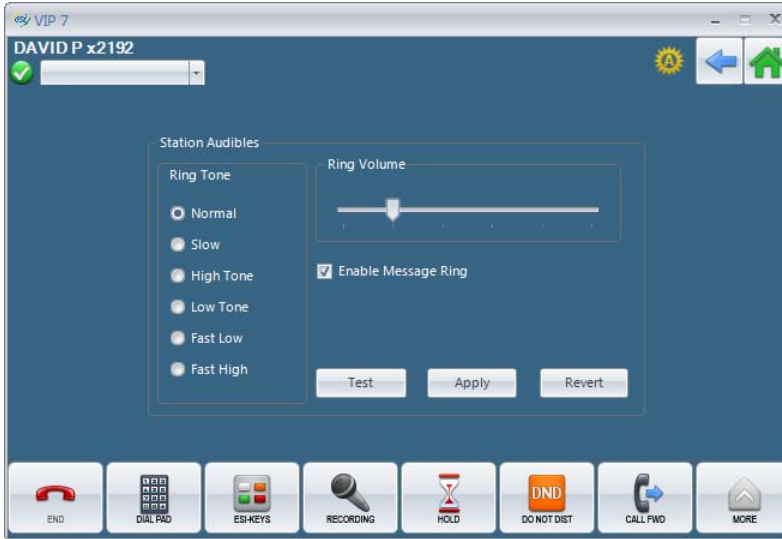 esi VIP 7
DAVID P x2192
A
Station Audibles
Ring Tone
Normal
Slow
High Tone
Low Tone
Fast Low
Fast High
Ring Volume
Enable Message Ring
Test Apply Revert
DND
END DIAL PAD ESI-KEYS RECORDING HOLD DO NOT DIST CALL FWD MORE